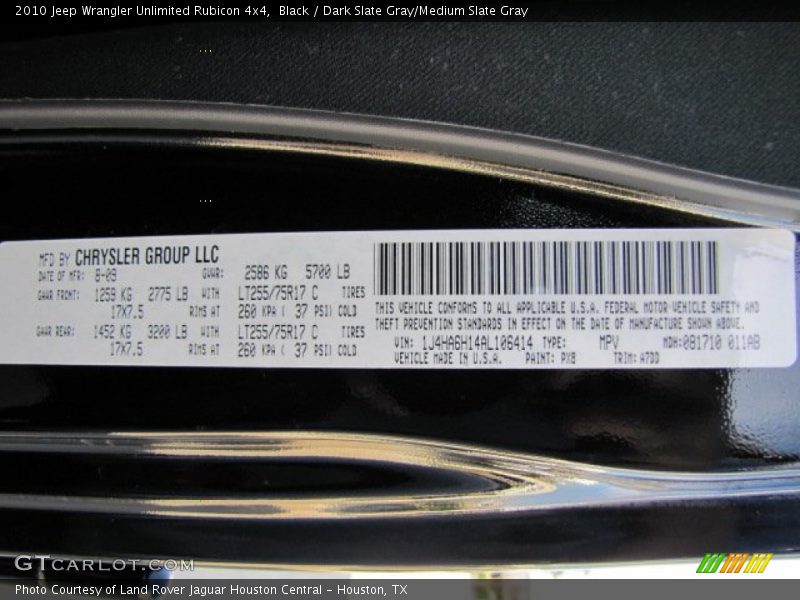 2010 Jeep Wrangler Unlimited Rubicon 4x4,  Black / Dark Slate Gray/Medium Slate Gray
MFD BY CHRYSLER GROUP LLC
DATE OF MFR: 8-09 GVWR: 2586 KG 5700 LB
GAWR FRONT: 1259 KG 2775 LB WITH LT255/75R17 C TIRES
17X7.5 RIMS AT 260 KPA ( 37 PSI) COLD
GAWR REAR: 1452 KG 3200 LB WITH LT255/75R17 C TIRES
17X7.5 RIMS AT 260 KPA ( 37 PSI) COLD
THIS VEHICLE CONFORMS TO ALL APPLICABLE U.S.A. FEDERAL MOTOR VEHICLE SAFETY AND
THEFT PREVENTION STANDARDS IN EFFECT ON THE DATE OF MANUFACTURE SHOWN ABOVE.
VIN: 1J4HA6H14AL106414 TYPE: MPV MDH:081710 011AB
VEHICLE MADE IN U.S.A. PAINT: PX8 TRIM: A7DD
GTCARLOT.COM
Photo Courtesy of Land Rover Jaguar Houston Central – Houston, TX